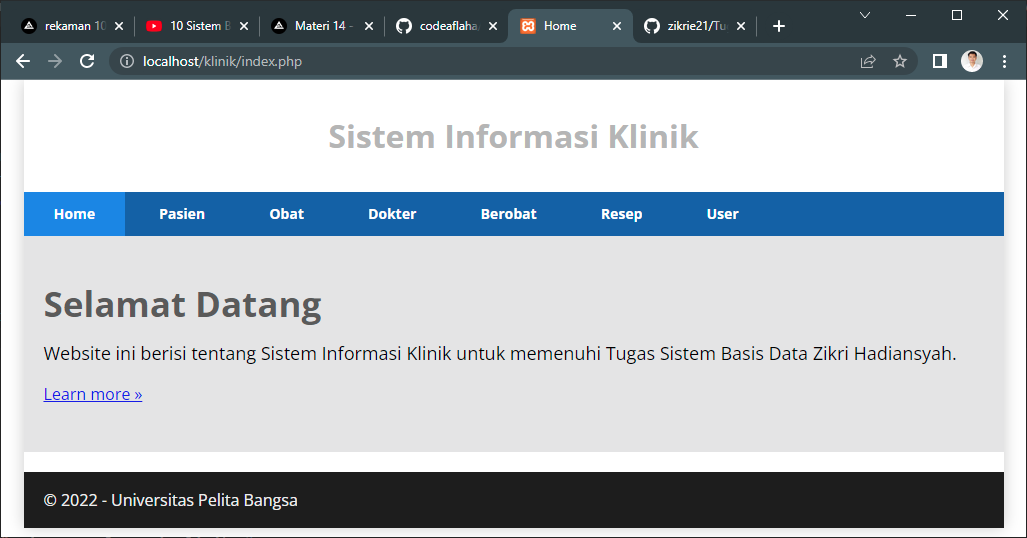 rekaman 10
10 Sistem B
Materi 14 -
codeaflaha
Home
zikrie21/Tu
localhost/klinik/index.php
Sistem Informasi Klinik
Home Pasien Obat Dokter Berobat Resep User
Selamat Datang
Website ini berisi tentang Sistem Informasi Klinik untuk memenuhi Tugas Sistem Basis Data Zikri Hadiansyah.
Learn more »
© 2022 - Universitas Pelita Bangsa